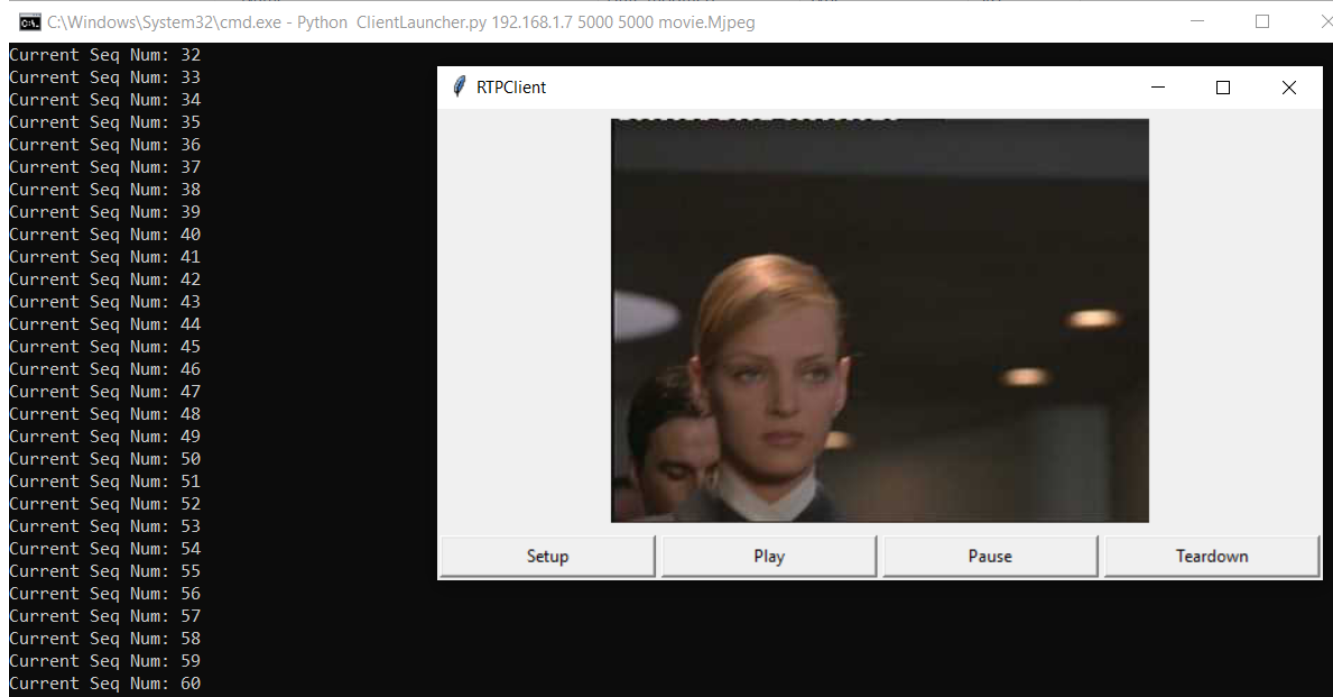 C:\Windows\System32\cmd.exe - Python  ClientLauncher.py 192.168.1.7 5000 5000 movie.Mjpeg
Current Seq Num: 32
Current Seq Num: 33
Current Seq Num: 34
Current Seq Num: 35
Current Seq Num: 36
Current Seq Num: 37
Current Seq Num: 38
Current Seq Num: 39
Current Seq Num: 40
Current Seq Num: 41
Current Seq Num: 42
Current Seq Num: 43
Current Seq Num: 44
Current Seq Num: 45
Current Seq Num: 46
Current Seq Num: 47
Current Seq Num: 48
Current Seq Num: 49
Current Seq Num: 50
Current Seq Num: 51
Current Seq Num: 52
Current Seq Num: 53
Current Seq Num: 54
Current Seq Num: 55
Current Seq Num: 56
Current Seq Num: 57
Current Seq Num: 58
Current Seq Num: 59
Current Seq Num: 60
RTPClient
Setup Play Pause Teardown